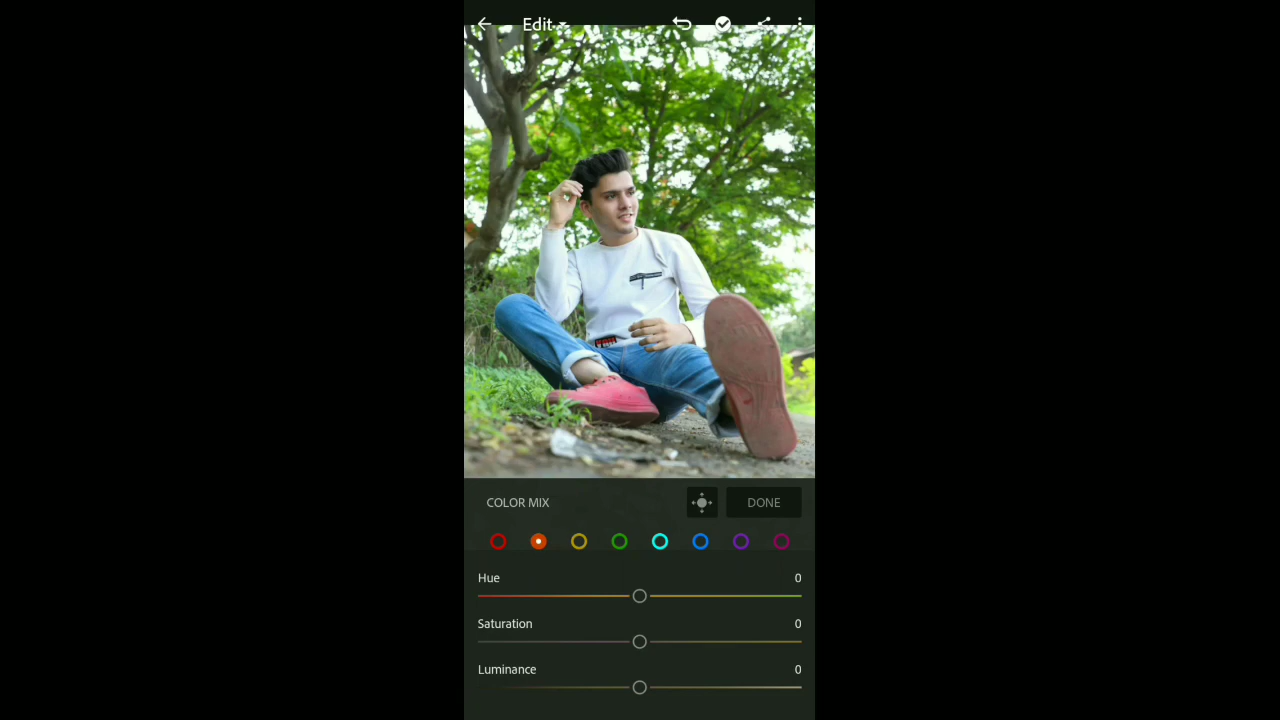 Edit
COLOR MIX
DONE
Hue 0
Saturation 0
Luminance 0